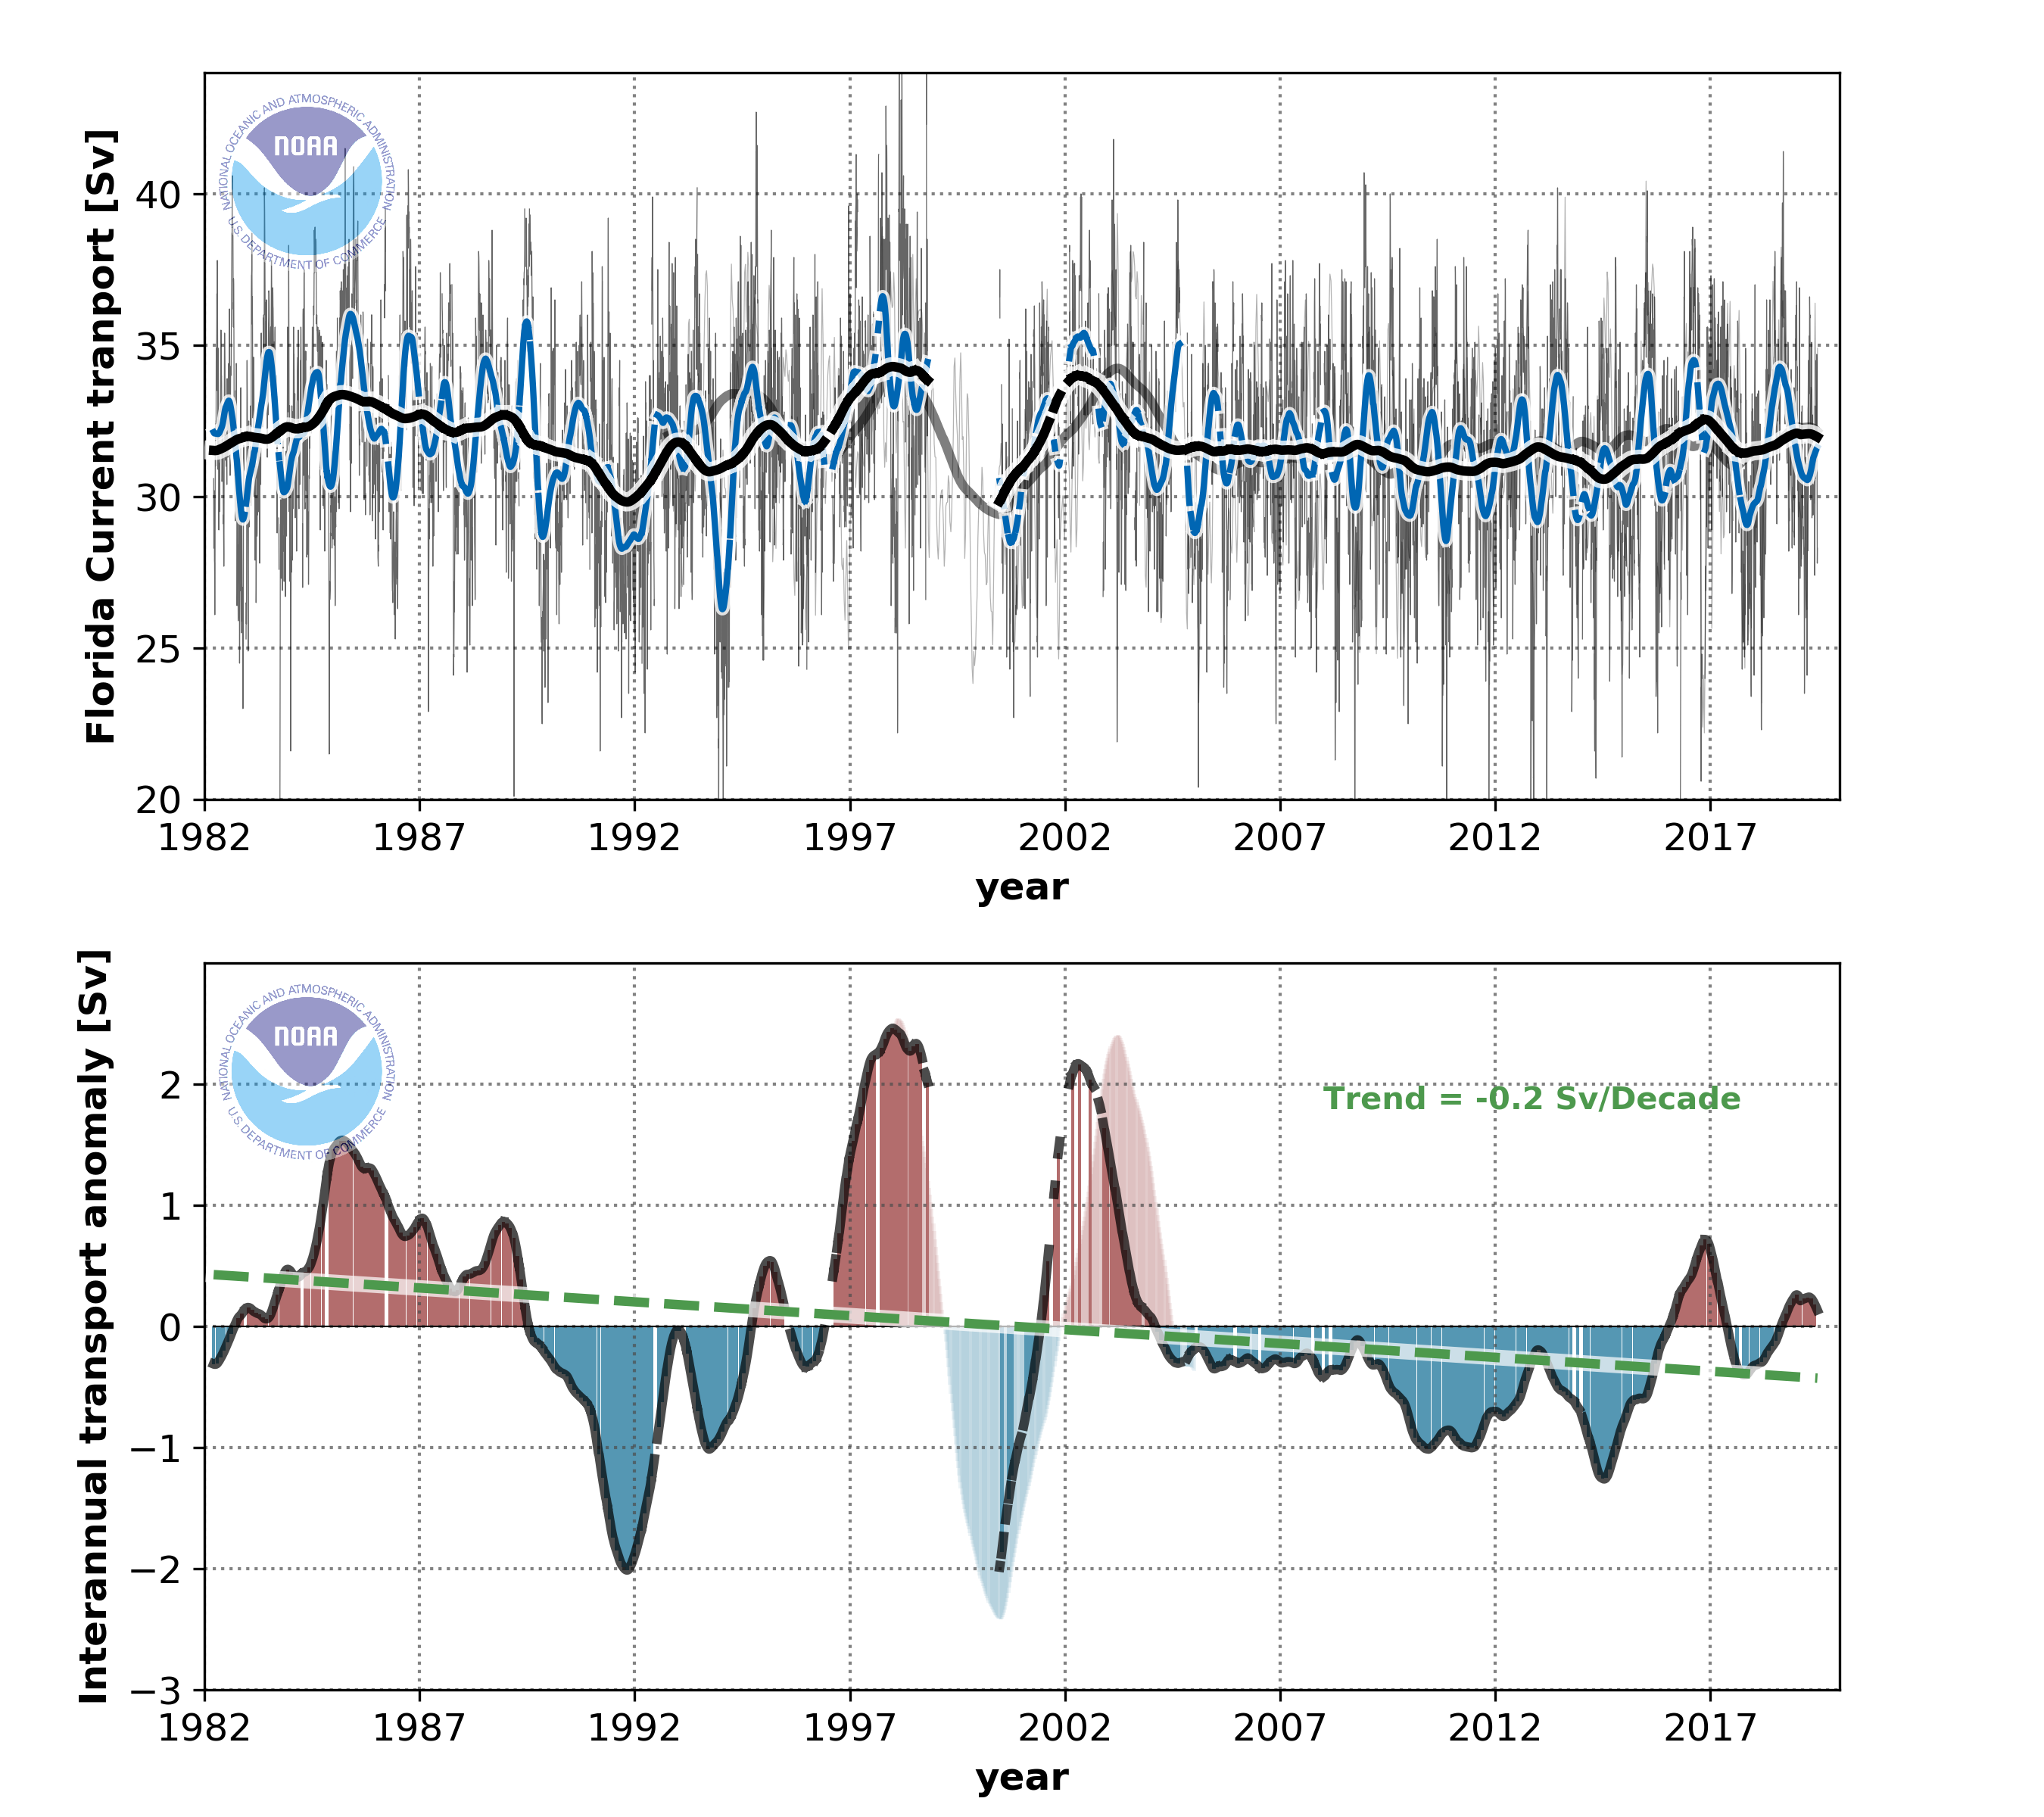 NATIONAL OCEANIC AND ATMOSPHERIC ADMINISTRATION
NOAA
U.S. DEPARTMENT OF COMMERCE
Florida Current tranport [Sv]
40
35
30
25
20
1982 1987 1992 1997 2002 2007 2012 2017
year
NATIONAL OCEANIC AND ATMOSPHERIC ADMINISTRATION
NOAA
U.S. DEPARTMENT OF COMMERCE
Interannual transport anomaly [Sv]
Trend = -0.2 Sv/Decade
2
1
0
−1
−2
−3
1982 1987 1992 1997 2002 2007 2012 2017
year